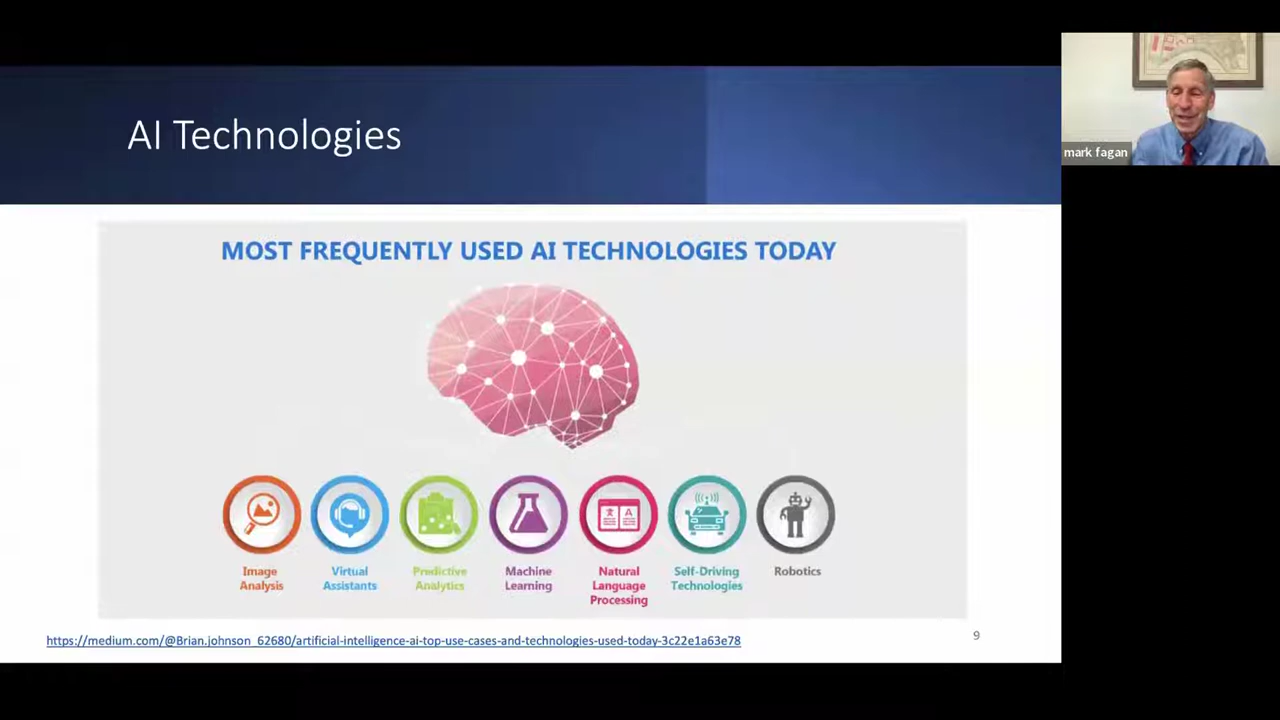 AI Technologies
mark fagan
MOST FREQUENTLY USED AI TECHNOLOGIES TODAY
Image
Analysis
Virtual
Assistants
Predictive
Analytics
Machine
Learning
Natural
Language
Processing
Self-Driving
Technologies
Robotics
https://medium.com/@Brian.johnson_62680/artificial-intelligence-ai-top-use-cases-and-technologies-used-today-3c22e1a63e78
9